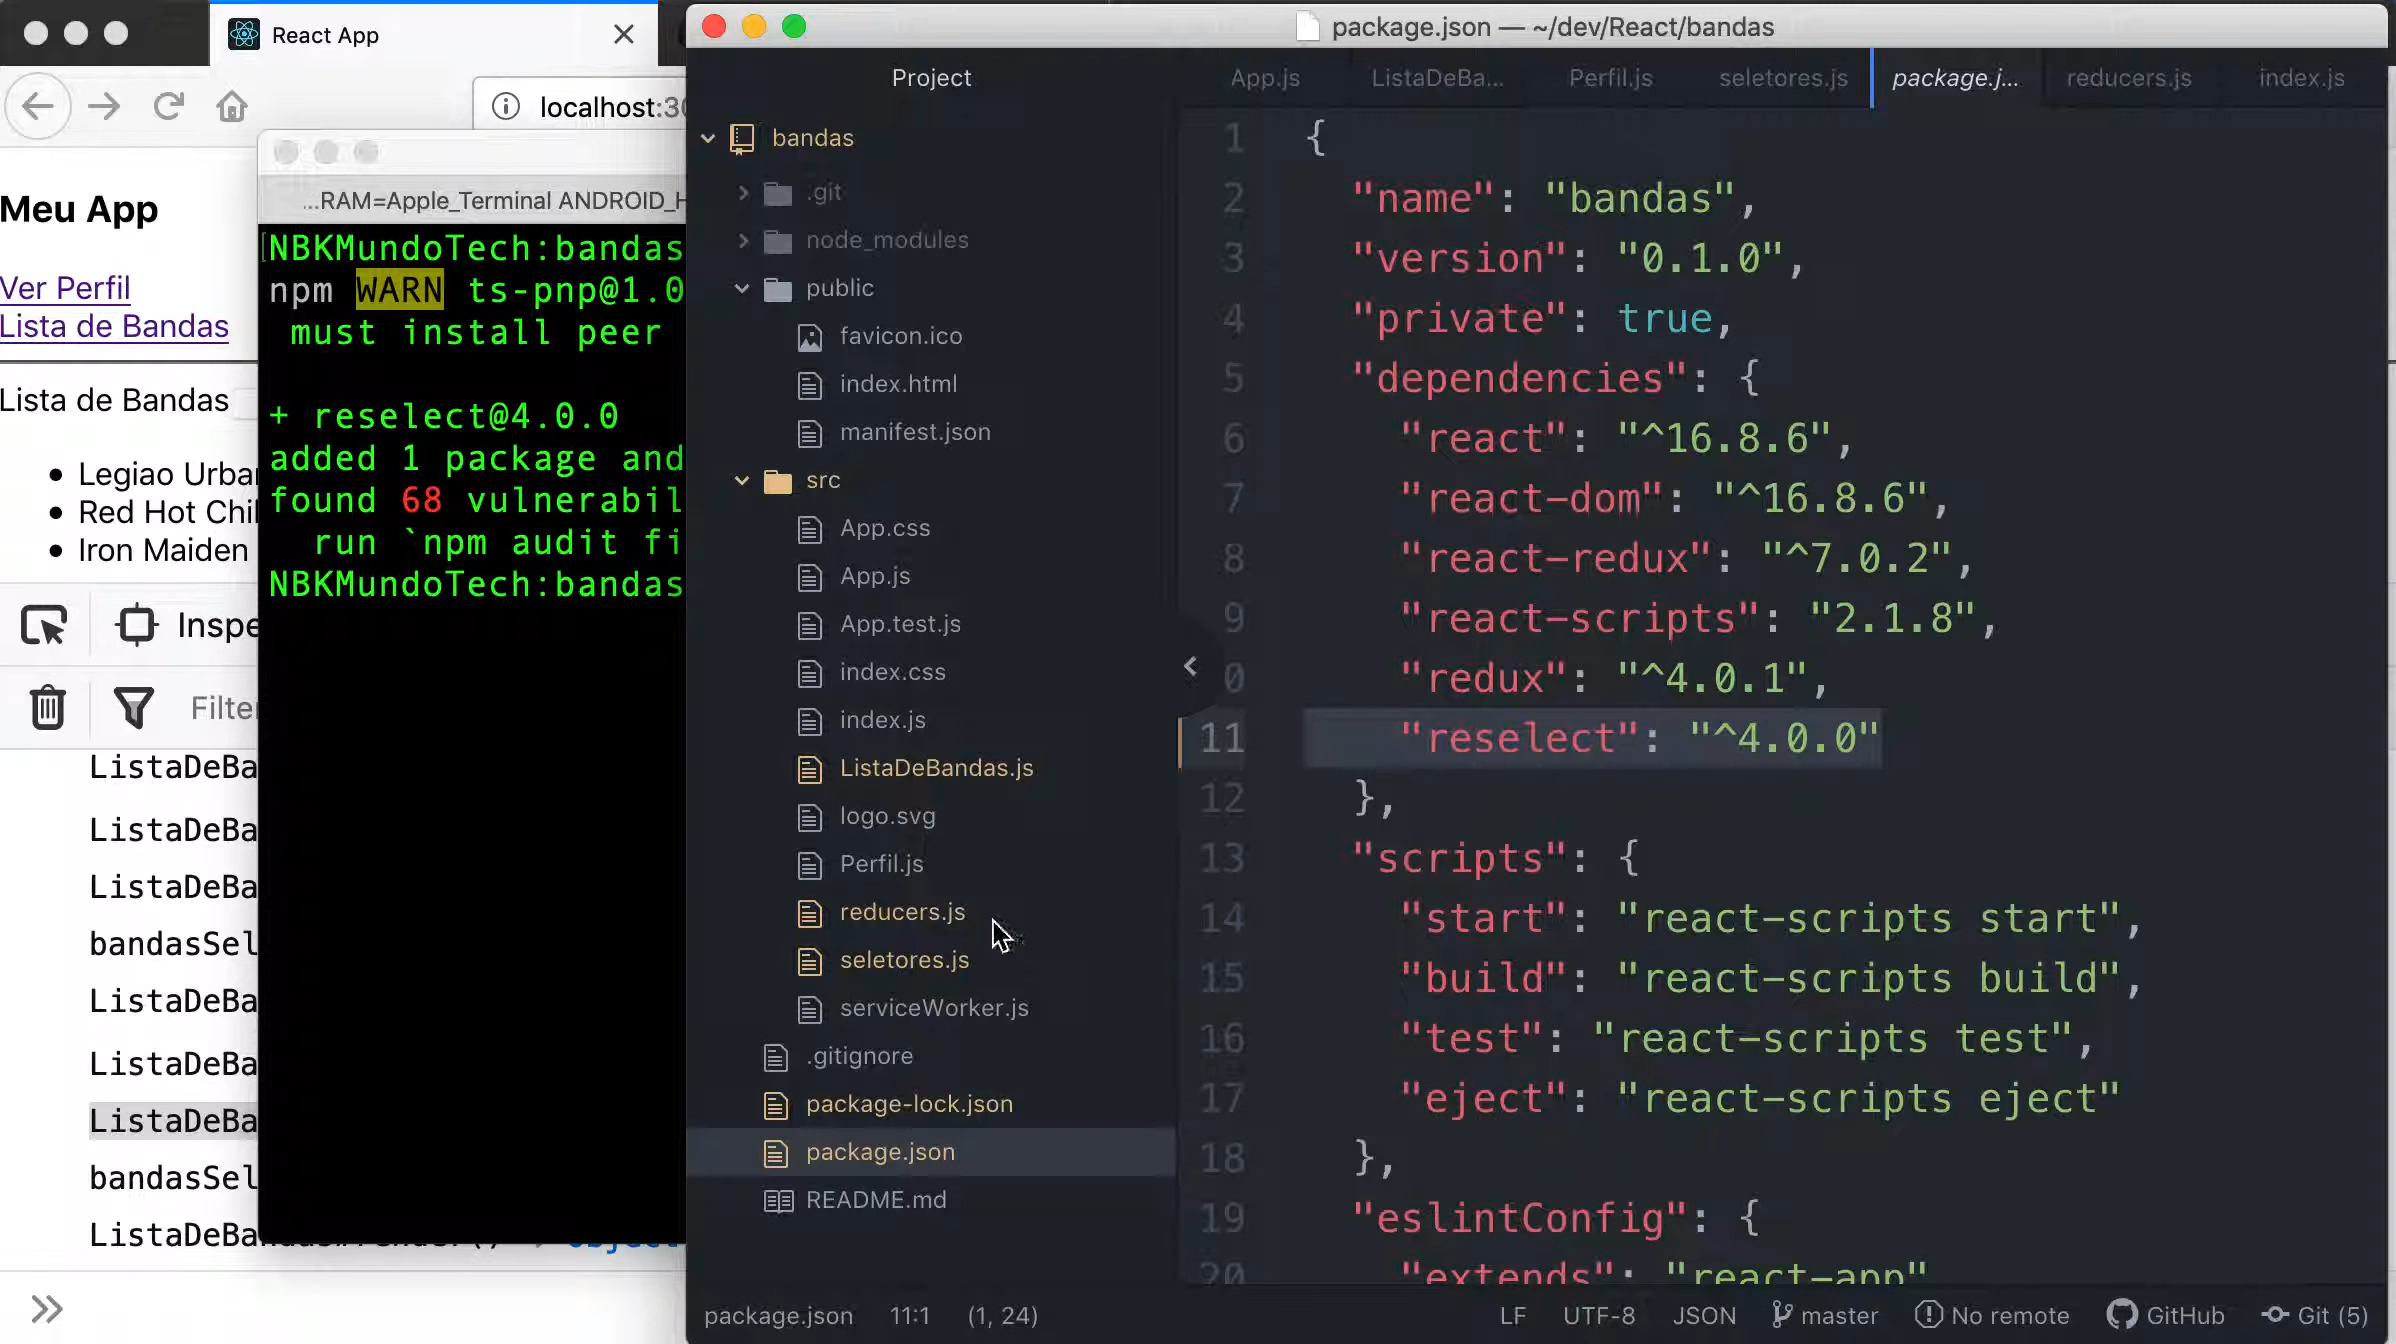 React App
localhost:30
Meu App
Ver Perfil
Lista de Bandas
Lista de Bandas
Legiao Urba
Red Hot Chil
Iron Maiden
Inspe
Filte
ListaDeBa
ListaDeBa
ListaDeBa
bandasSel
ListaDeBa
ListaDeBa
ListaDeBa
bandasSel
ListaDeBa
...RAM=Apple_Terminal ANDROID_H
NBKMundoTech:bandas
npm WARN ts-pnp@1.0
must install peer
+ reselect@4.0.0
added 1 package and
found 68 vulnerabil
run `npm audit fi
NBKMundoTech:bandas
package.json — ~/dev/React/bandas
Project
bandas
.git
node_modules
public
favicon.ico
index.html
manifest.json
src
App.css
App.js
App.test.js
index.css
index.js
ListaDeBandas.js
logo.svg
Perfil.js
reducers.js
seletores.js
serviceWorker.js
.gitignore
package-lock.json
package.json
README.md
App.js ListaDeBa... Perfil.js seletores.js package.j... reducers.js index.js
1 {
2 "name": "bandas",
3 "version": "0.1.0",
4 "private": true,
5 "dependencies": {
6 "react": "^16.8.6",
7 "react-dom": "^16.8.6",
8 "react-redux": "^7.0.2",
9 "react-scripts": "2.1.8",
0 "redux": "^4.0.1",
11 "reselect": "^4.0.0"
12 },
13 "scripts": {
14 "start": "react-scripts start",
15 "build": "react-scripts build",
16 "test": "react-scripts test",
17 "eject": "react-scripts eject"
18 },
19 "eslintConfig": {
20 "extends": "react-app"
package.json 11:1 (1, 24) LF UTF-8 JSON master No remote GitHub Git (5)